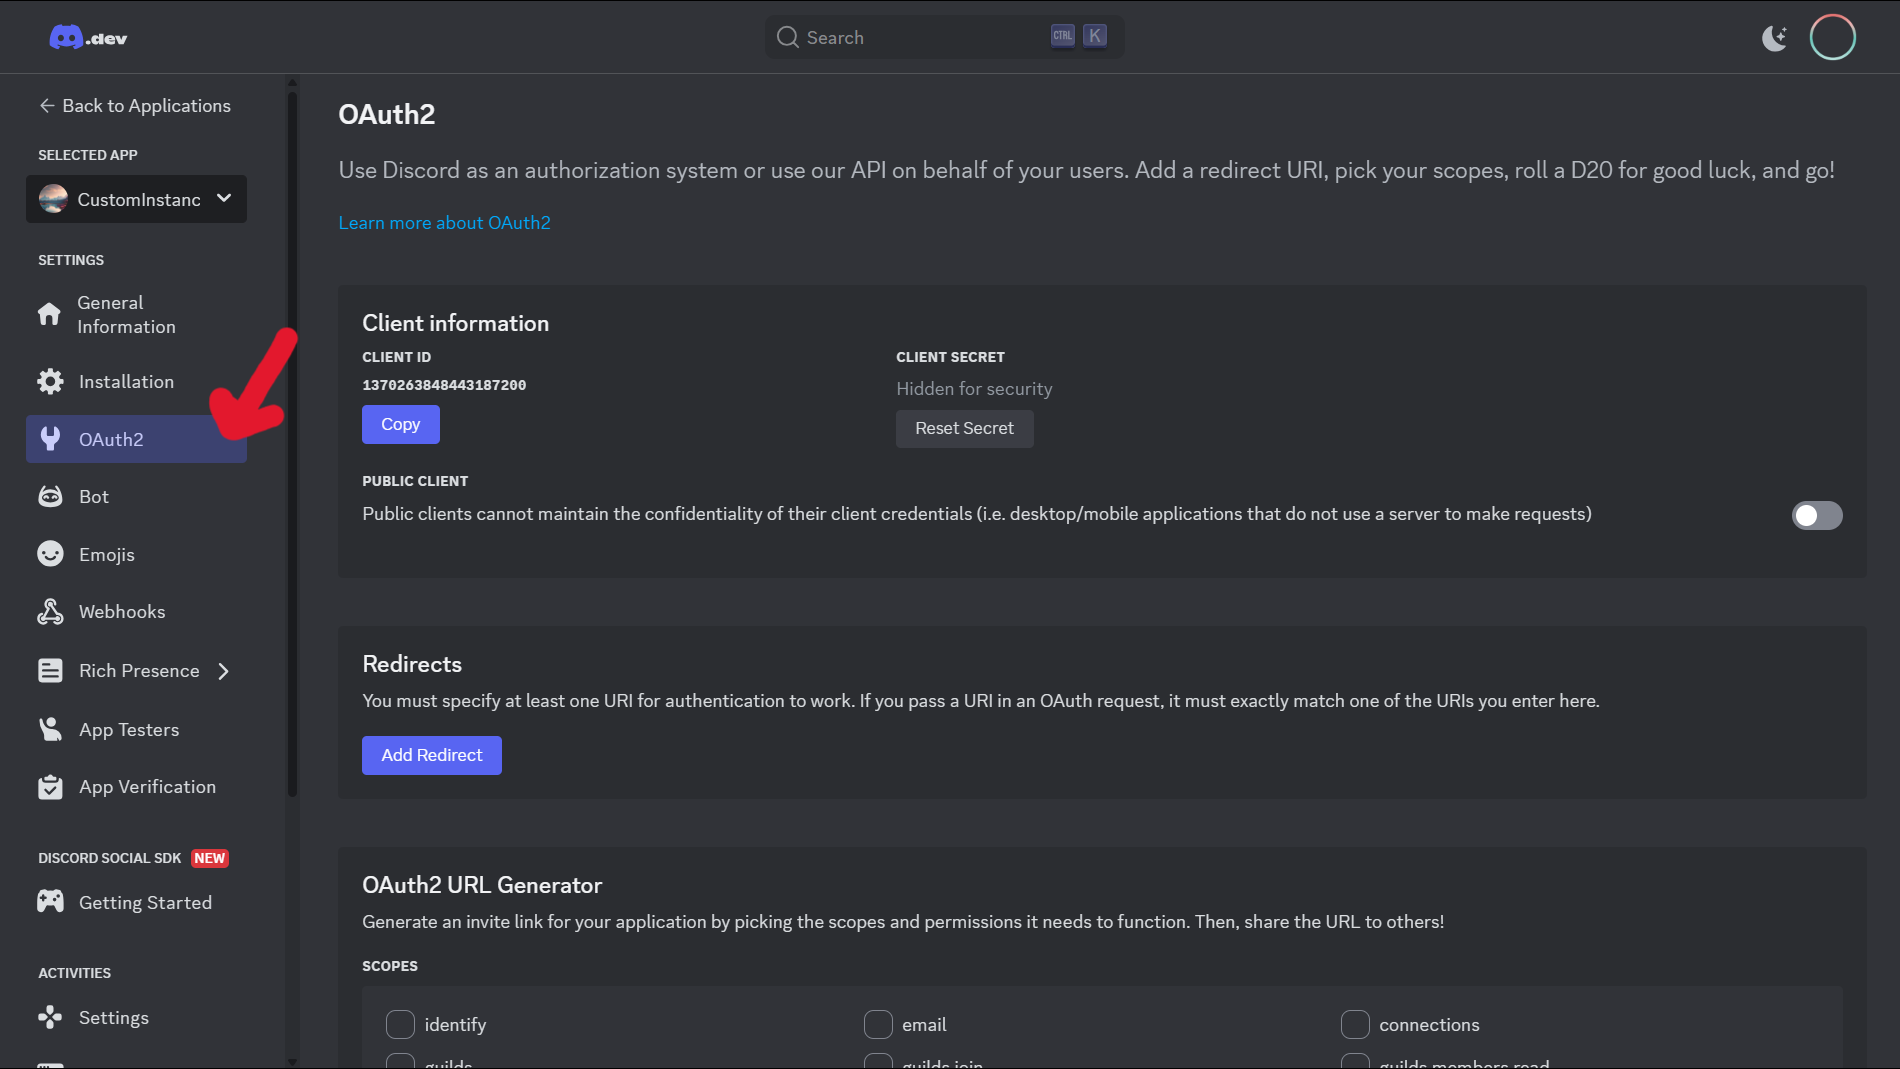 .dev
Search
CTRL K
Back to Applications
SELECTED APP
CustomInstanc
SETTINGS
General
Information
Installation
OAuth2
Bot
Emojis
Webhooks
Rich Presence
App Testers
App Verification
DISCORD SOCIAL SDK NEW
Getting Started
ACTIVITIES
Settings
OAuth2
Use Discord as an authorization system or use our API on behalf of your users. Add a redirect URI, pick your scopes, roll a D20 for good luck, and go!
Learn more about OAuth2
Client information
CLIENT ID
1370263848443187200
Copy
CLIENT SECRET
Hidden for security
Reset Secret
PUBLIC CLIENT
Public clients cannot maintain the confidentiality of their client credentials (i.e. desktop/mobile applications that do not use a server to make requests)
Redirects
You must specify at least one URI for authentication to work. If you pass a URI in an OAuth request, it must exactly match one of the URIs you enter here.
Add Redirect
OAuth2 URL Generator
Generate an invite link for your application by picking the scopes and permissions it needs to function. Then, share the URL to others!
SCOPES
identify
email
connections
guilds
guilds.join
guilds.members.read